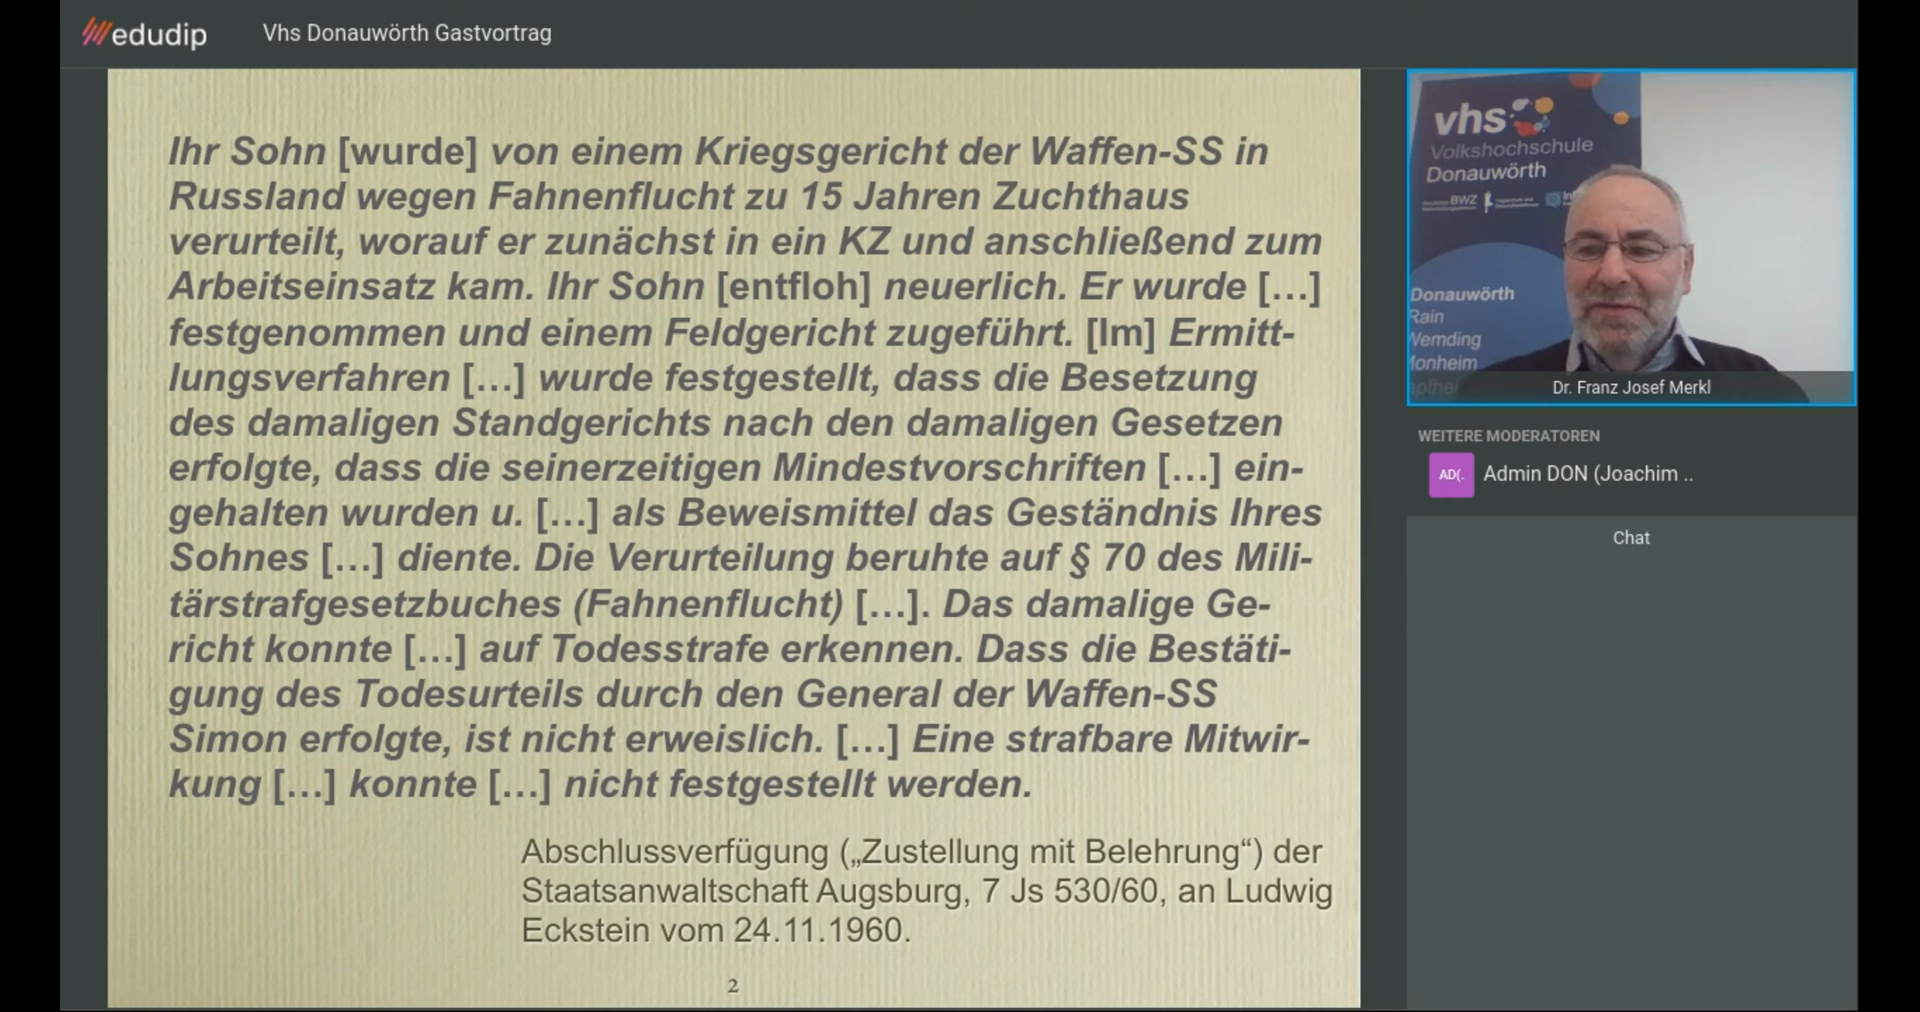 edudip
Vhs Donauwörth Gastvortrag
Ihr Sohn [wurde] von einem Kriegsgericht der Waffen-SS in
Russland wegen Fahnenflucht zu 15 Jahren Zuchthaus
verurteilt, worauf er zunächst in ein KZ und anschließend zum
Arbeitseinsatz kam. Ihr Sohn [entfloh] neuerlich. Er wurde […]
festgenommen und einem Feldgericht zugeführt. [Im] Ermitt-
lungsverfahren […] wurde festgestellt, dass die Besetzung
des damaligen Standgerichts nach den damaligen Gesetzen
erfolgte, dass die seinerzeitigen Mindestvorschriften […] ein-
gehalten wurden u. […] als Beweismittel das Geständnis Ihres
Sohnes […] diente. Die Verurteilung beruhte auf § 70 des Mili-
tärstrafgesetzbuches (Fahnenflucht) […]. Das damalige Ge-
richt konnte […] auf Todesstrafe erkennen. Dass die Bestäti-
gung des Todesurteils durch den General der Waffen-SS
Simon erfolgte, ist nicht erweislich. […] Eine strafbare Mitwir-
kung […] konnte […] nicht festgestellt werden.
Abschlussverfügung („Zustellung mit Belehrung“) der
Staatsanwaltschaft Augsburg, 7 Js 530/60, an Ludwig
Eckstein vom 24.11.1960.
2
vhs
Volkshochschule
Donauwörth
BWZ
Donauwörth
Rain
Wemding
Monheim
Dr. Franz Josef Merkl
WEITERE MODERATOREN
AD(.
Admin DON (Joachim ..
Chat